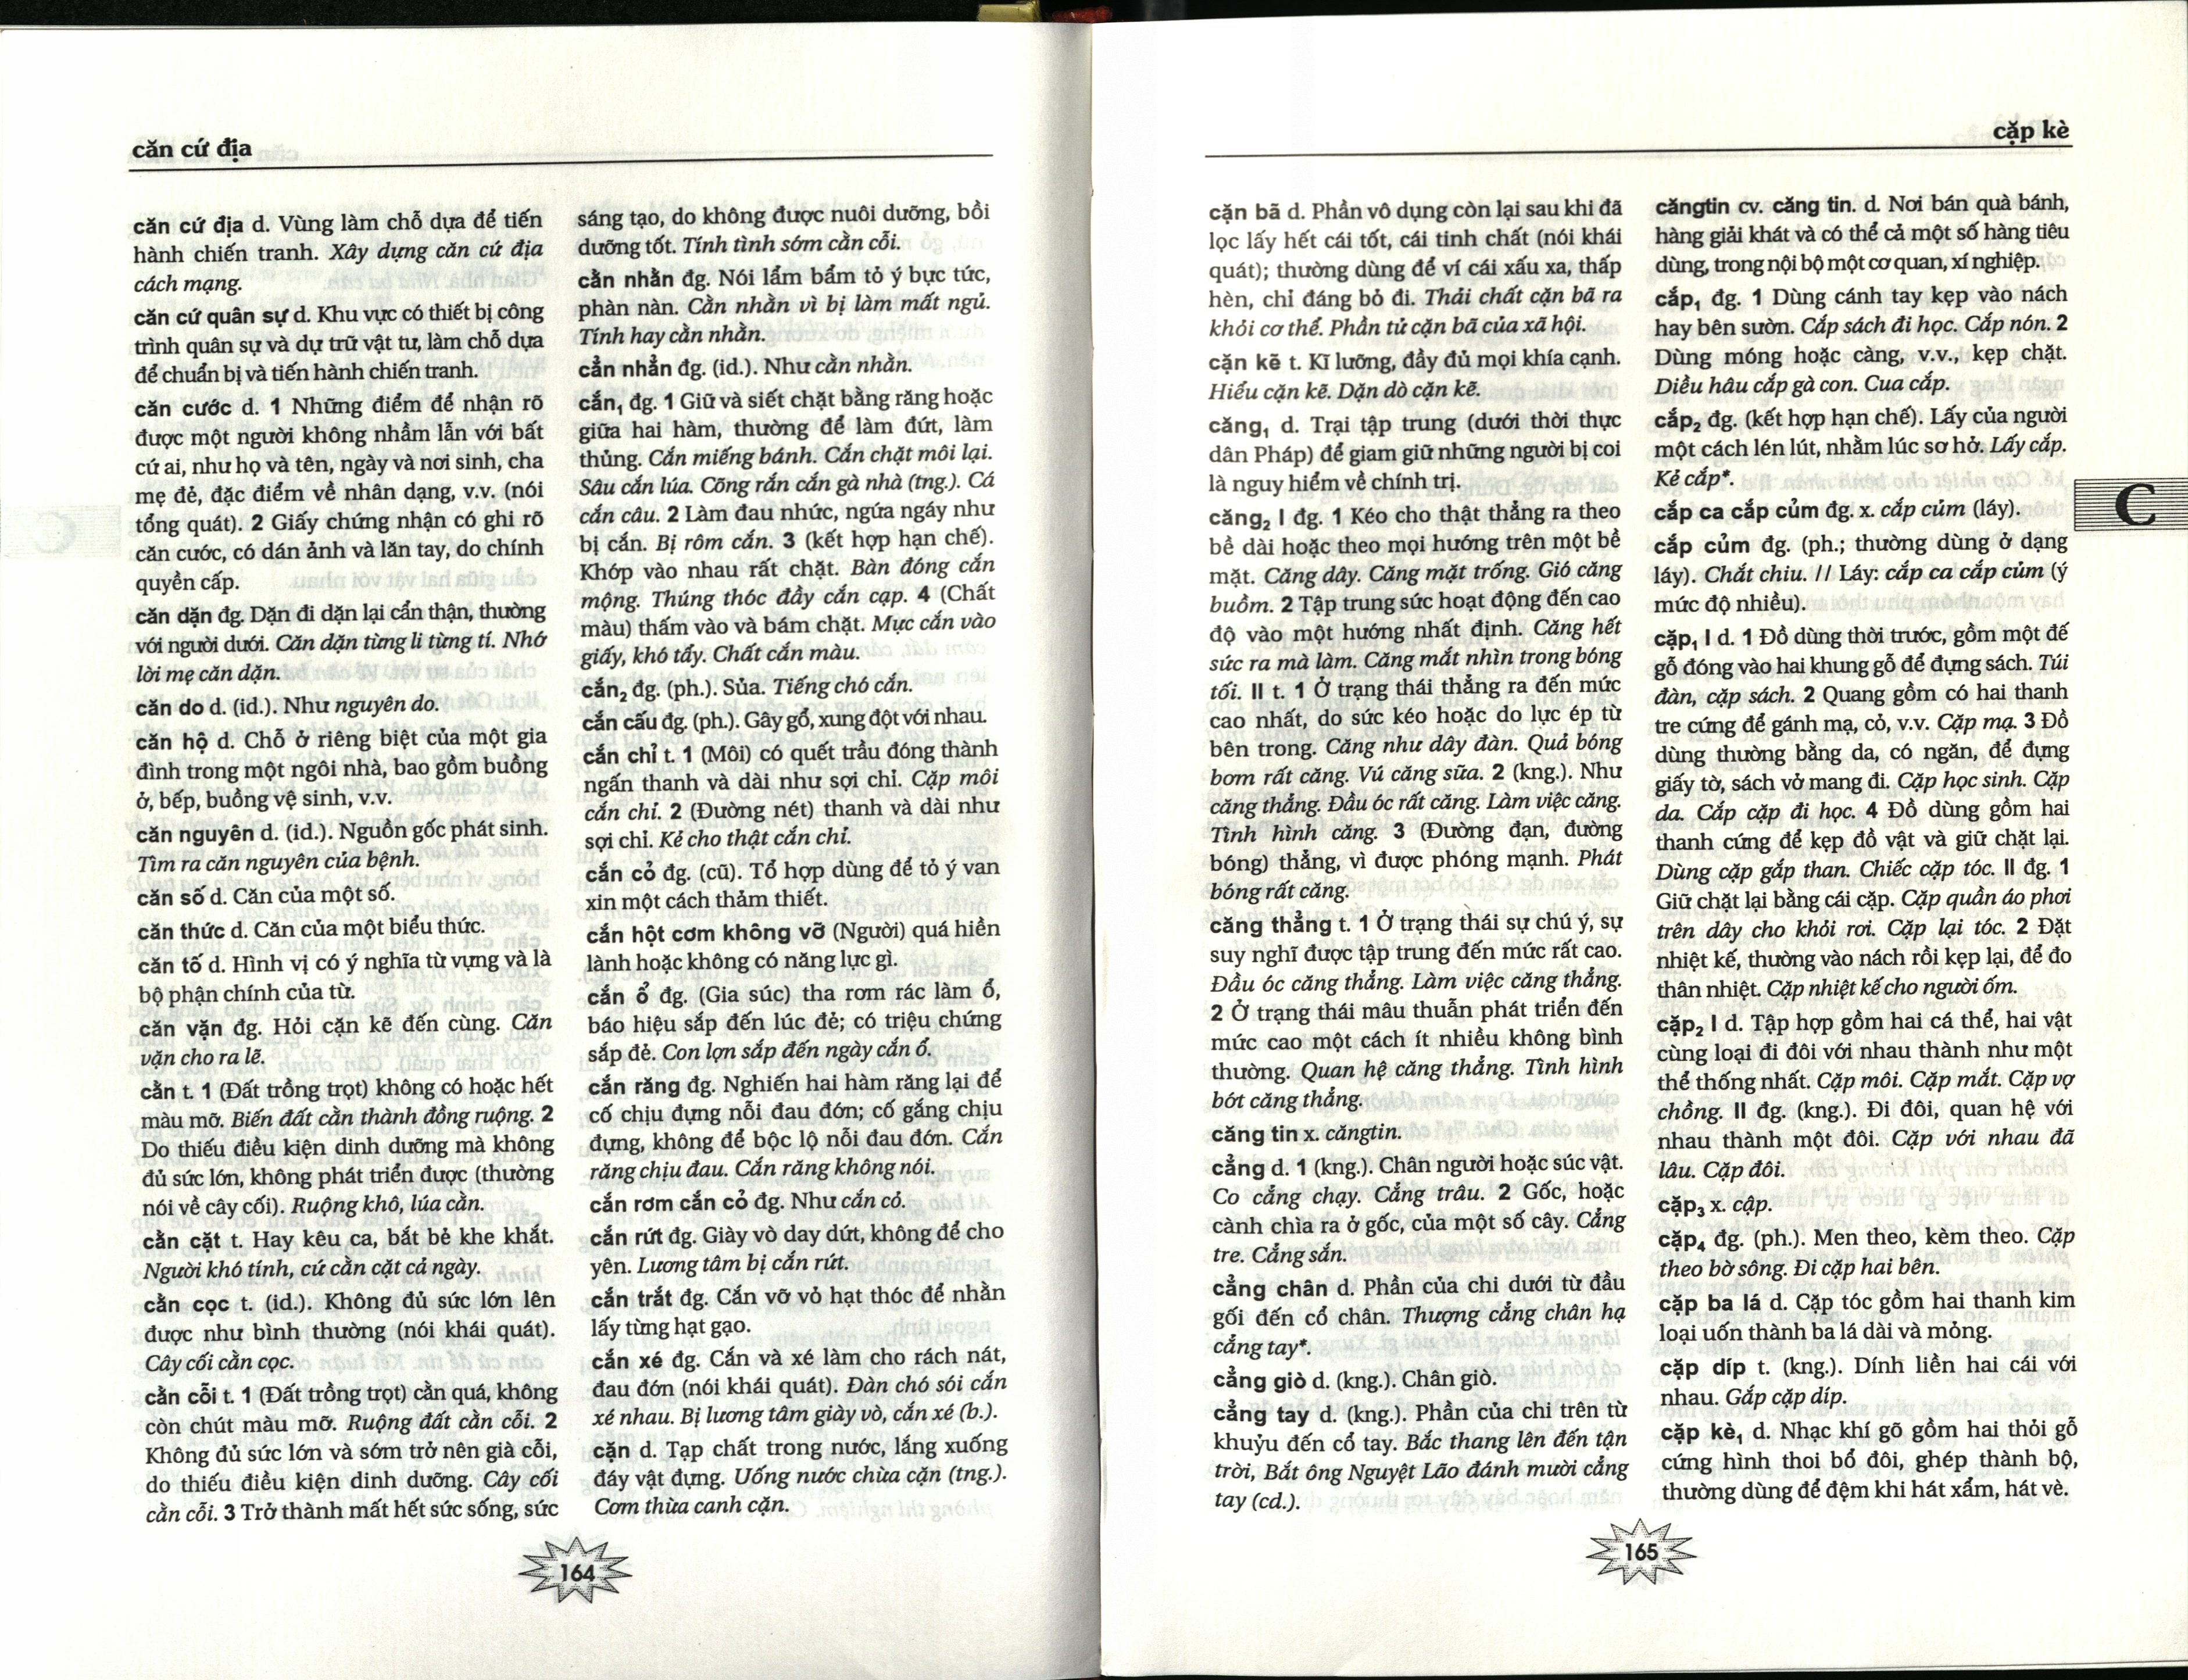 căn cứ địa
căn cứ địa d. Vùng làm chỗ dựa để tiến
hành chiến tranh. Xây dựng căn cứ địa
cách mạng.
căn cứ quân sự d. Khu vực có thiết bị công
trình quân sự và dự trữ vật tư, làm chỗ dựa
để chuẩn bị và tiến hành chiến tranh.
căn cước d. 1 Những điểm để nhận rõ
được một người không nhầm lẫn với bất
cứ ai, như họ và tên, ngày và nơi sinh, cha
mẹ đẻ, đặc điểm về nhân dạng, v.v. (nói
tổng quát). 2 Giấy chứng nhận có ghi rõ
căn cước, có dán ảnh và lăn tay, do chính
quyền cấp.
căn dặn đg. Dặn đi dặn lại cẩn thận, thường
với người dưới. Căn dặn từng li từng tí. Nhớ
lời mẹ căn dặn.
căn do d. (id.). Như nguyên do.
căn hộ d. Chỗ ở riêng biệt của một gia
đình trong một ngôi nhà, bao gồm buồng
ở, bếp, buồng vệ sinh, v.v.
căn nguyên d. (id.). Nguồn gốc phát sinh.
Tìm ra căn nguyên của bệnh.
căn số d. Căn của một số.
căn thức d. Căn của một biểu thức.
căn tố d. Hình vị có ý nghĩa từ vựng và là
bộ phận chính của từ.
căn vặn đg. Hỏi cặn kẽ đến cùng. Căn
vặn cho ra lẽ.
cằn t. 1 (Đất trồng trọt) không có hoặc hết
màu mỡ. Biến đất cằn thành đồng ruộng. 2
Do thiếu điều kiện dinh dưỡng mà không
đủ sức lớn, không phát triển được (thường
nói về cây cối). Ruộng khô, lúa cằn.
cằn cặt t. Hay kêu ca, bắt bẻ khe khắt.
Người khó tính, cứ cằn cặt cả ngày.
cằn cọc t. (id.). Không đủ sức lớn lên
được như bình thường (nói khái quát).
Cây cối cằn cọc.
cằn cỗi t. 1 (Đất trồng trọt) cằn quá, không
còn chút màu mỡ. Ruộng đất cằn cỗi. 2
Không đủ sức lớn và sớm trở nên già cỗi,
do thiếu điều kiện dinh dưỡng. Cây cối
cằn cỗi. 3 Trở thành mất hết sức sống, sức
sáng tạo, do không được nuôi dưỡng, bồi
dưỡng tốt. Tính tình sớm cằn cỗi.
cằn nhằn đg. Nói lẩm bẩm tỏ ý bực tức,
phàn nàn. Cằn nhằn vì bị làm mất ngủ.
Tính hay cằn nhằn.
cẳn nhẳn đg. (id.). Như cằn nhằn.
cắn₁ đg. 1 Giữ và siết chặt bằng răng hoặc
giữa hai hàm, thường để làm đứt, làm
thủng. Cắn miếng bánh. Cắn chặt môi lại.
Sâu cắn lúa. Cõng rắn cắn gà nhà (tng.). Cá
cắn câu. 2 Làm đau nhức, ngứa ngáy như
bị cắn. Bị rôm cắn. 3 (kết hợp hạn chế).
Khớp vào nhau rất chặt. Bàn đóng cắn
mộng. Thúng thóc đầy cắn cạp. 4 (Chất
màu) thấm vào và bám chặt. Mực cắn vào
giấy, khó tẩy. Chất cắn màu.
cắn₂ đg. (ph.). Sủa. Tiếng chó cắn.
cắn cấu đg. (ph.). Gây gổ, xung đột với nhau.
cắn chỉ t. 1 (Môi) có quết trầu đóng thành
ngấn thanh và dài như sợi chỉ. Cặp môi
cắn chỉ. 2 (Đường nét) thanh và dài như
sợi chỉ. Kẻ cho thật cắn chỉ.
cắn cỏ đg. (cũ). Tổ hợp dùng để tỏ ý van
xin một cách thảm thiết.
cắn hột cơm không vỡ (Người) quá hiền
lành hoặc không có năng lực gì.
cắn ổ đg. (Gia súc) tha rơm rác làm ổ,
báo hiệu sắp đến lúc đẻ; có triệu chứng
sắp đẻ. Con lợn sắp đến ngày cắn ổ.
cắn răng đg. Nghiến hai hàm răng lại để
cố chịu đựng nỗi đau đớn; cố gắng chịu
đựng, không để bộc lộ nỗi đau đớn. Cắn
răng chịu đau. Cắn răng không nói.
cắn rơm cắn cỏ đg. Như cắn cỏ.
cắn rứt đg. Giày vò day dứt, không để cho
yên. Lương tâm bị cắn rứt.
cắn trắt đg. Cắn vỡ vỏ hạt thóc để nhằn
lấy từng hạt gạo.
cắn xé đg. Cắn và xé làm cho rách nát,
đau đớn (nói khái quát). Đàn chó sói cắn
xé nhau. Bị lương tâm giày vò, cắn xé (b.).
cặn d. Tạp chất trong nước, lắng xuống
đáy vật đựng. Uống nước chừa cặn (tng.).
Cơm thừa canh cặn.
164
cặp kè
cặn bã d. Phần vô dụng còn lại sau khi đã
lọc lấy hết cái tốt, cái tinh chất (nói khái
quát); thường dùng để ví cái xấu xa, thấp
hèn, chỉ đáng bỏ đi. Thải chất cặn bã ra
khỏi cơ thể. Phần tử cặn bã của xã hội.
cặn kẽ t. Kĩ lưỡng, đầy đủ mọi khía cạnh.
Hiểu cặn kẽ. Dặn dò cặn kẽ.
căng₁ d. Trại tập trung (dưới thời thực
dân Pháp) để giam giữ những người bị coi
là nguy hiểm về chính trị.
căng₂ I đg. 1 Kéo cho thật thẳng ra theo
bề dài hoặc theo mọi hướng trên một bề
mặt. Căng dây. Căng mặt trống. Gió căng
buồm. 2 Tập trung sức hoạt động đến cao
độ vào một hướng nhất định. Căng hết
sức ra mà làm. Căng mắt nhìn trong bóng
tối. II t. 1 Ở trạng thái thẳng ra đến mức
cao nhất, do sức kéo hoặc do lực ép từ
bên trong. Căng như dây đàn. Quả bóng
bơm rất căng. Vú căng sữa. 2 (kng.). Như
căng thẳng. Đầu óc rất căng. Làm việc căng.
Tình hình căng. 3 (Đường đạn, đường
bóng) thẳng, vì được phóng mạnh. Phát
bóng rất căng.
căng thẳng t. 1 Ở trạng thái sự chú ý, sự
suy nghĩ được tập trung đến mức rất cao.
Đầu óc căng thẳng. Làm việc căng thẳng.
2 Ở trạng thái mâu thuẫn phát triển đến
mức cao một cách ít nhiều không bình
thường. Quan hệ căng thẳng. Tình hình
bớt căng thẳng.
căng tin x. căngtin.
cẳng d. 1 (kng.). Chân người hoặc súc vật.
Co cẳng chạy. Cẳng trâu. 2 Gốc, hoặc
cành chìa ra ở gốc, của một số cây. Cẳng
tre. Cẳng sắn.
cẳng chân d. Phần của chi dưới từ đầu
gối đến cổ chân. Thượng cẳng chân hạ
cẳng tay*.
cẳng giò d. (kng.). Chân giò.
cẳng tay d. (kng.). Phần của chi trên từ
khuỷu đến cổ tay. Bắc thang lên đến tận
trời, Bắt ông Nguyệt Lão đánh mười cẳng
tay (cd.).
căngtin cv. căng tin. d. Nơi bán quà bánh,
hàng giải khát và có thể cả một số hàng tiêu
dùng, trong nội bộ một cơ quan, xí nghiệp.
cắp₁ đg. 1 Dùng cánh tay kẹp vào nách
hay bên sườn. Cắp sách đi học. Cắp nón. 2
Dùng móng hoặc càng, v.v., kẹp chặt.
Diều hâu cắp gà con. Cua cắp.
cắp₂ đg. (kết hợp hạn chế). Lấy của người
một cách lén lút, nhằm lúc sơ hở. Lấy cắp.
Kẻ cắp*.
cắp ca cắp củm đg. x. cắp củm (láy).
cắp củm đg. (ph.; thường dùng ở dạng
láy). Chắt chiu. // Láy: cắp ca cắp củm (ý
mức độ nhiều).
cặp₁ I d. 1 Đồ dùng thời trước, gồm một đế
gỗ đóng vào hai khung gỗ để đựng sách. Túi
đàn, cặp sách. 2 Quang gồm có hai thanh
tre cứng để gánh mạ, cỏ, v.v. Cặp mạ. 3 Đồ
dùng thường bằng da, có ngăn, để đựng
giấy tờ, sách vở mang đi. Cặp học sinh. Cặp
da. Cắp cặp đi học. 4 Đồ dùng gồm hai
thanh cứng để kẹp đồ vật và giữ chặt lại.
Dùng cặp gắp than. Chiếc cặp tóc. II đg. 1
Giữ chặt lại bằng cái cặp. Cặp quần áo phơi
trên dây cho khỏi rơi. Cặp lại tóc. 2 Đặt
nhiệt kế, thường vào nách rồi kẹp lại, để đo
thân nhiệt. Cặp nhiệt kế cho người ốm.
cặp₂ I d. Tập hợp gồm hai cá thể, hai vật
cùng loại đi đôi với nhau thành như một
thể thống nhất. Cặp môi. Cặp mắt. Cặp vợ
chồng. II đg. (kng.). Đi đôi, quan hệ với
nhau thành một đôi. Cặp với nhau đã
lâu. Cặp đôi.
cặp₃ x. cập.
cặp₄ đg. (ph.). Men theo, kèm theo. Cặp
theo bờ sông. Đi cặp hai bên.
cặp ba lá d. Cặp tóc gồm hai thanh kim
loại uốn thành ba lá dài và mỏng.
cặp díp t. (kng.). Dính liền hai cái với
nhau. Gắp cặp díp.
cặp kè₁ d. Nhạc khí gõ gồm hai thỏi gỗ
cứng hình thoi bổ đôi, ghép thành bộ,
thường dùng để đệm khi hát xẩm, hát vè.
C
165